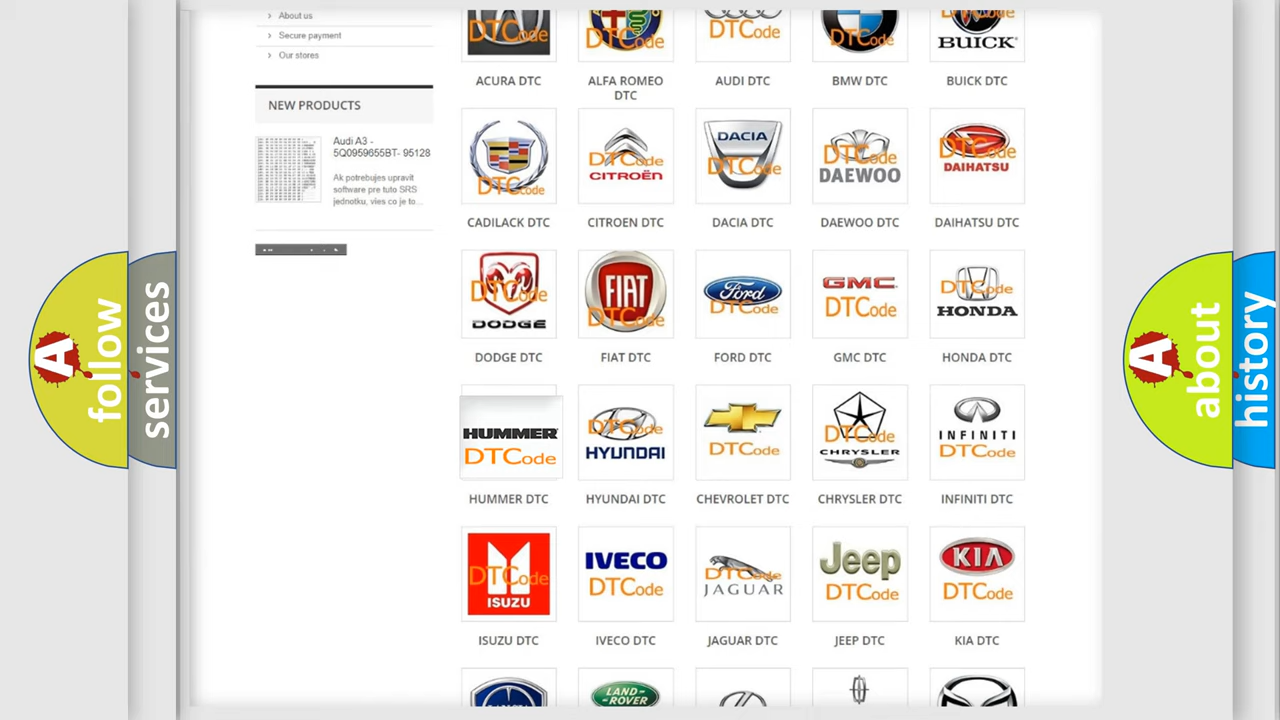 About us
Secure payment
Our stores
NEW PRODUCTS
Audi A3 -
5Q0959655BT- 95128
Ak potrebujes upravit
software pre tuto SRS
jednotku, vies co je to...
DTCode
DTCode
DTCode
DTCode
DTCode
BUICK
ACURA DTC
ALFA ROMEO
DTC
AUDI DTC
BMW DTC
BUICK DTC
DTCode
DTCode
CITROËN
DACIA
DTCode
DTCode
DAEWOO
DTCode
DAIHATSU
CADILACK DTC
CITROEN DTC
DACIA DTC
DAEWOO DTC
DAIHATSU DTC
DTCode
DODGE
FIAT
DTCode
Ford
DTCode
GMC
DTCode
DTCode
HONDA
DODGE DTC
FIAT DTC
FORD DTC
GMC DTC
HONDA DTC
HUMMER
DTCode
DTCode
HYUNDAI
DTCode
DTCode
CHRYSLER
INFINITI
DTCode
HUMMER DTC
HYUNDAI DTC
CHEVROLET DTC
CHRYSLER DTC
INFINITI DTC
DTCode
ISUZU
IVECO
DTCode
DTCode
JAGUAR
Jeep
DTCode
KIA
DTCode
ISUZU DTC
IVECO DTC
JAGUAR DTC
JEEP DTC
KIA DTC
LAND-
ROVER
A follow
services
A about
history